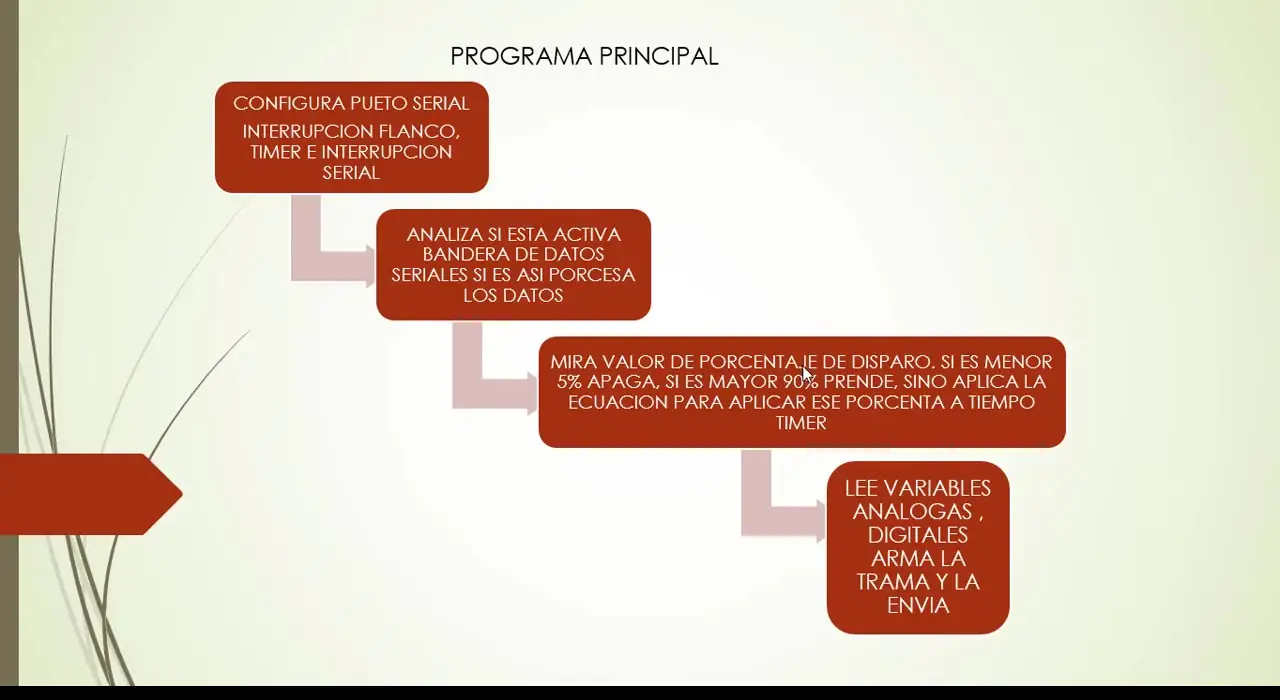 PROGRAMA PRINCIPAL
CONFIGURA PUETO SERIAL
INTERRUPCION FLANCO,
TIMER E INTERRUPCION
SERIAL
ANALIZA SI ESTA ACTIVA
BANDERA DE DATOS
SERIALES SI ES ASI PORCESA
LOS DATOS
MIRA VALOR DE PORCENTAJE DE DISPARO. SI ES MENOR
5% APAGA, SI ES MAYOR 90% PRENDE, SINO APLICA LA
ECUACION PARA APLICAR ESE PORCENTA A TIEMPO
TIMER
LEE VARIABLES
ANALOGAS ,
DIGITALES
ARMA LA
TRAMA Y LA
ENVIA